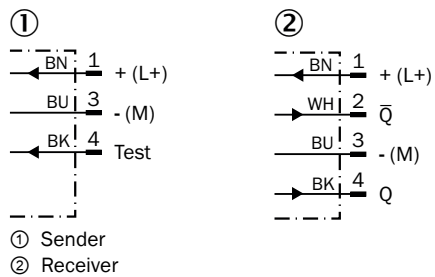 ①
BN 1 + (L+)
BU 3 - (M)
BK 4 Test
②
BN 1 + (L+)
WH 2 Q̅
BU 3 - (M)
BK 4 Q
① Sender
② Receiver